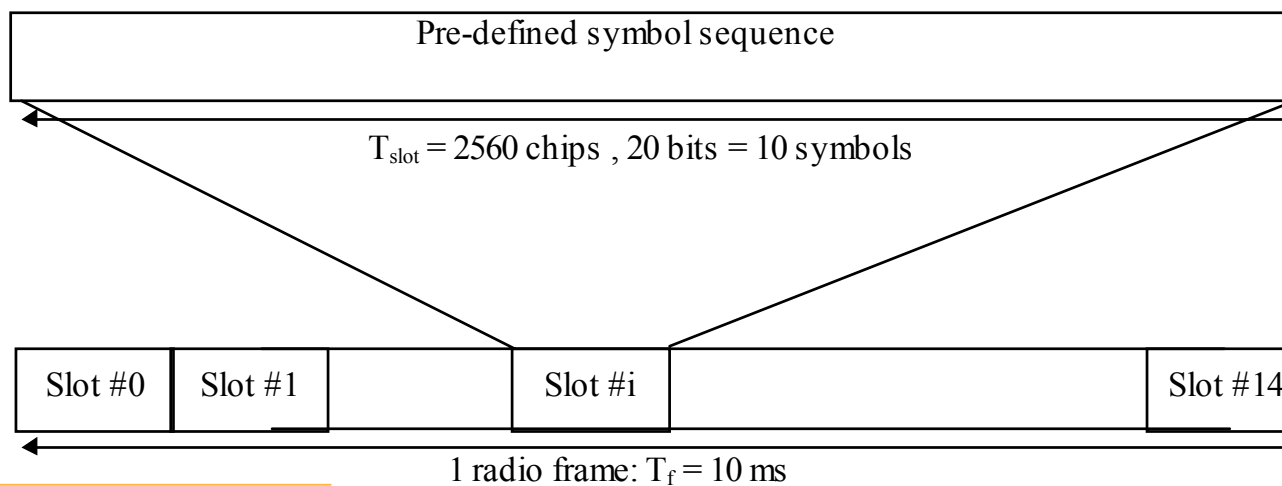 Pre-defined symbol sequence
T_slot = 2560 chips , 20 bits = 10 symbols
Slot #0 Slot #1 Slot #i Slot #14
1 radio frame: T_f = 10 ms